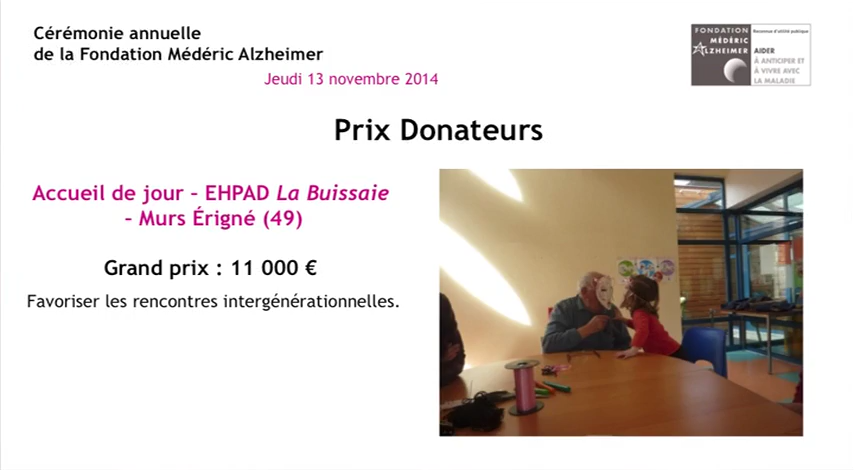 Cérémonie annuelle
de la Fondation Médéric Alzheimer
Jeudi 13 novembre 2014
FONDATION
MÉDÉRIC
ALZHEIMER
Reconnue d'utilité publique
AIDER
À ANTICIPER ET
À VIVRE AVEC
LA MALADIE
Prix Donateurs
Accueil de jour – EHPAD La Buissaie
– Murs Érigné (49)
Grand prix : 11 000 €
Favoriser les rencontres intergénérationnelles.